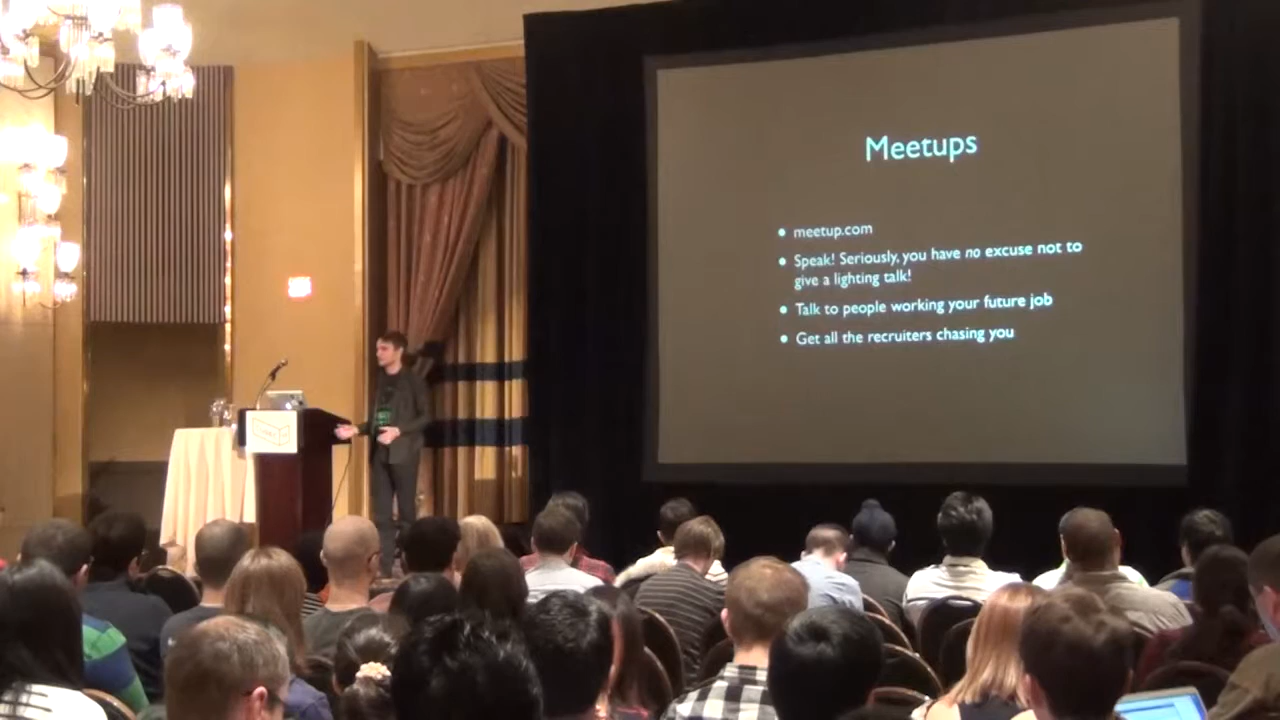 Meetups
• meetup.com
• Speak! Seriously, you have no excuse not to
give a lighting talk!
• Talk to people working your future job
• Get all the recruiters chasing you